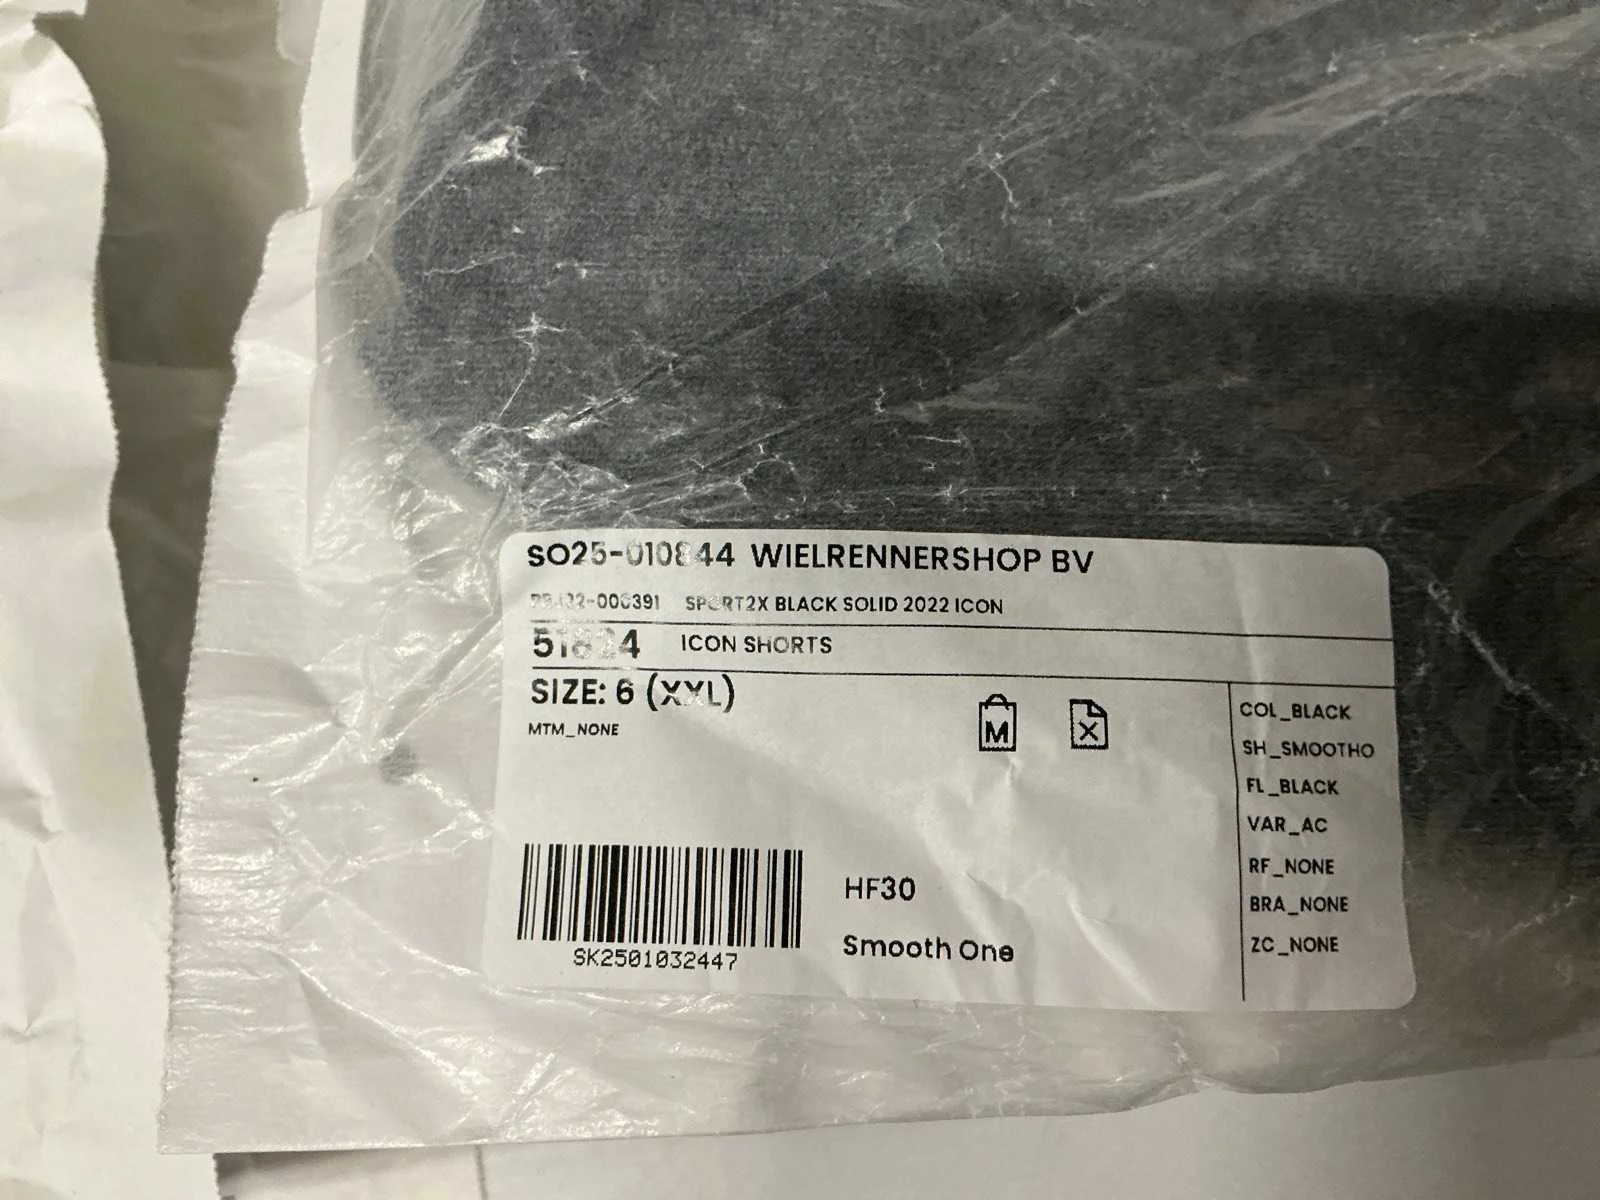 SO25-010844 WIELRENNERSHOP BV
SPORT2X BLACK SOLID 2022 ICON
ICON SHORTS
SIZE: 6 (XXL)
MTM_NONE
M
X
COL_BLACK
SH_SMOOTHO
FL_BLACK
VAR_AC
RF_NONE
BRA_NONE
ZC_NONE
HF30
Smooth One
SK2501032447